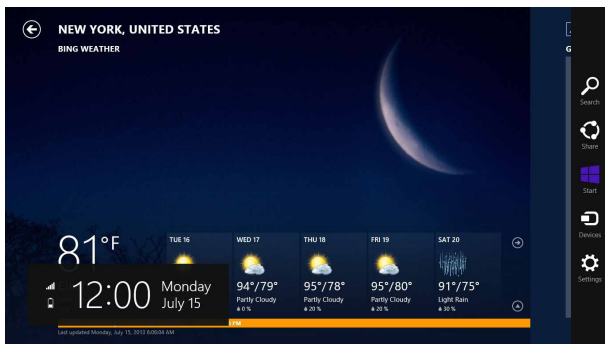 NEW YORK, UNITED STATES
BING WEATHER
G
Search
Share
Start
Devices
Settings
81°F
TUE 16
WED 17
94°/79°
Partly Cloudy
0 %
THU 18
95°/78°
Partly Cloudy
20 %
FRI 19
95°/80°
Partly Cloudy
20 %
SAT 20
91°/75°
Light Rain
30 %
12:00
Monday
July 15
PM
Last updated Monday, July 15, 2013 6:06:04 AM